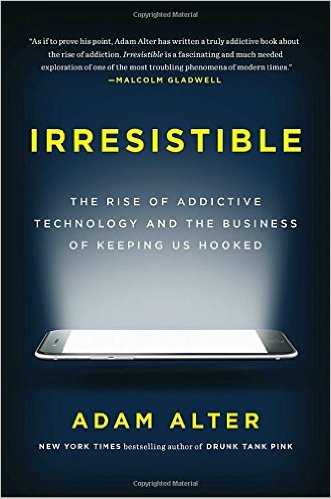 Copyrighted Material
"As if to prove his point, Adam Alter has written a truly addictive book about
the rise of addiction. Irresistible is a fascinating and much needed
exploration of one of the most troubling phenomena of modern times."
—MALCOLM GLADWELL
IRRESISTIBLE
THE RISE OF ADDICTIVE
TECHNOLOGY AND THE BUSINESS
OF KEEPING US HOOKED
ADAM ALTER
NEW YORK TIMES bestselling author of DRUNK TANK PINK
Copyrighted Material